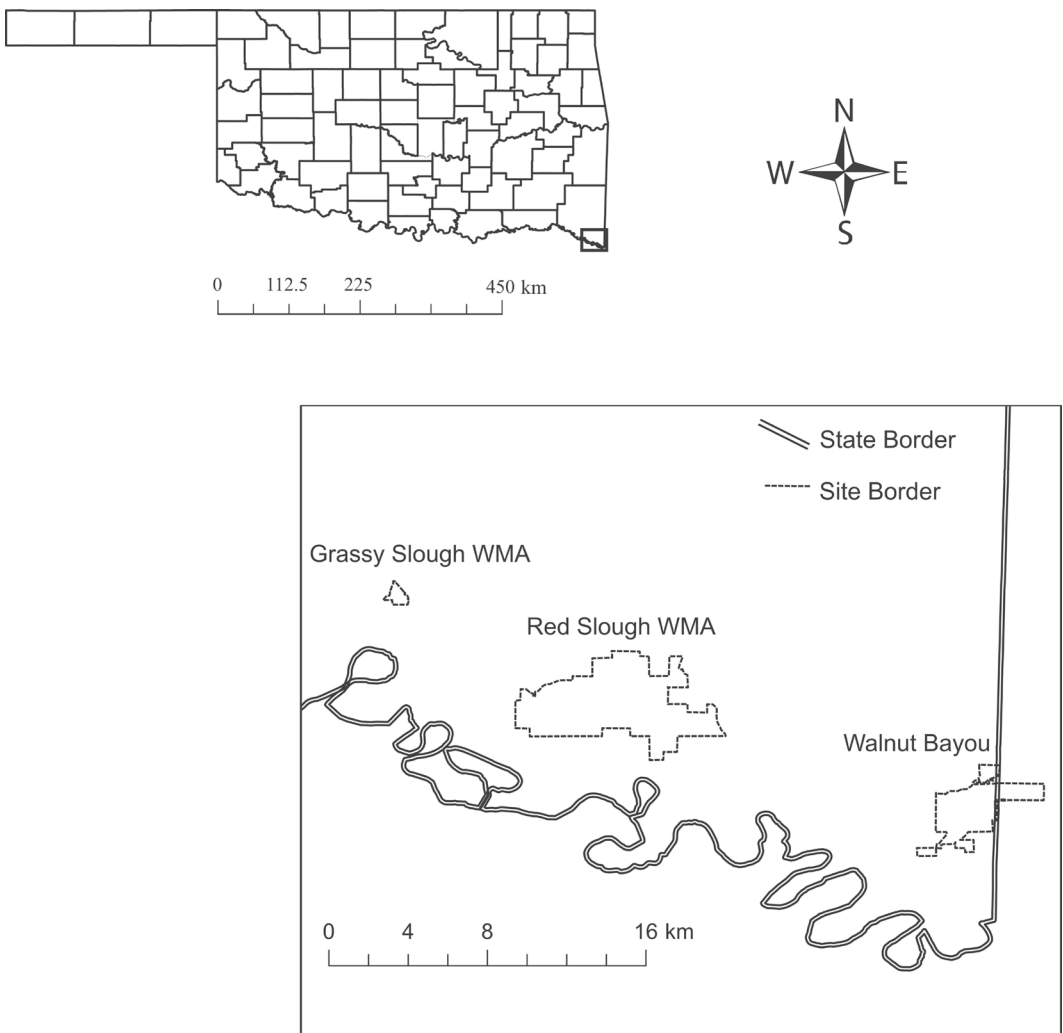 N
W E
S
0 112.5 225 450 km
State Border
Site Border
Grassy Slough WMA
Red Slough WMA
Walnut Bayou
0 4 8 16 km